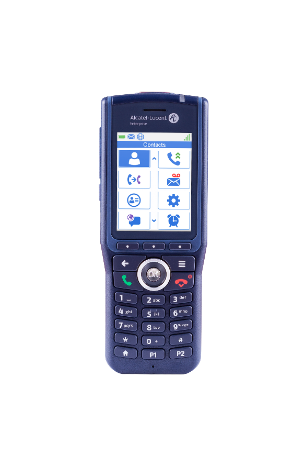 Alcatel·Lucent
Contacts
1
2 abc
3 def
4 ghi
5 jkl
6 mno
7 pqrs
8 tuv
9 wxyz
*
0 +
#
P1
P2